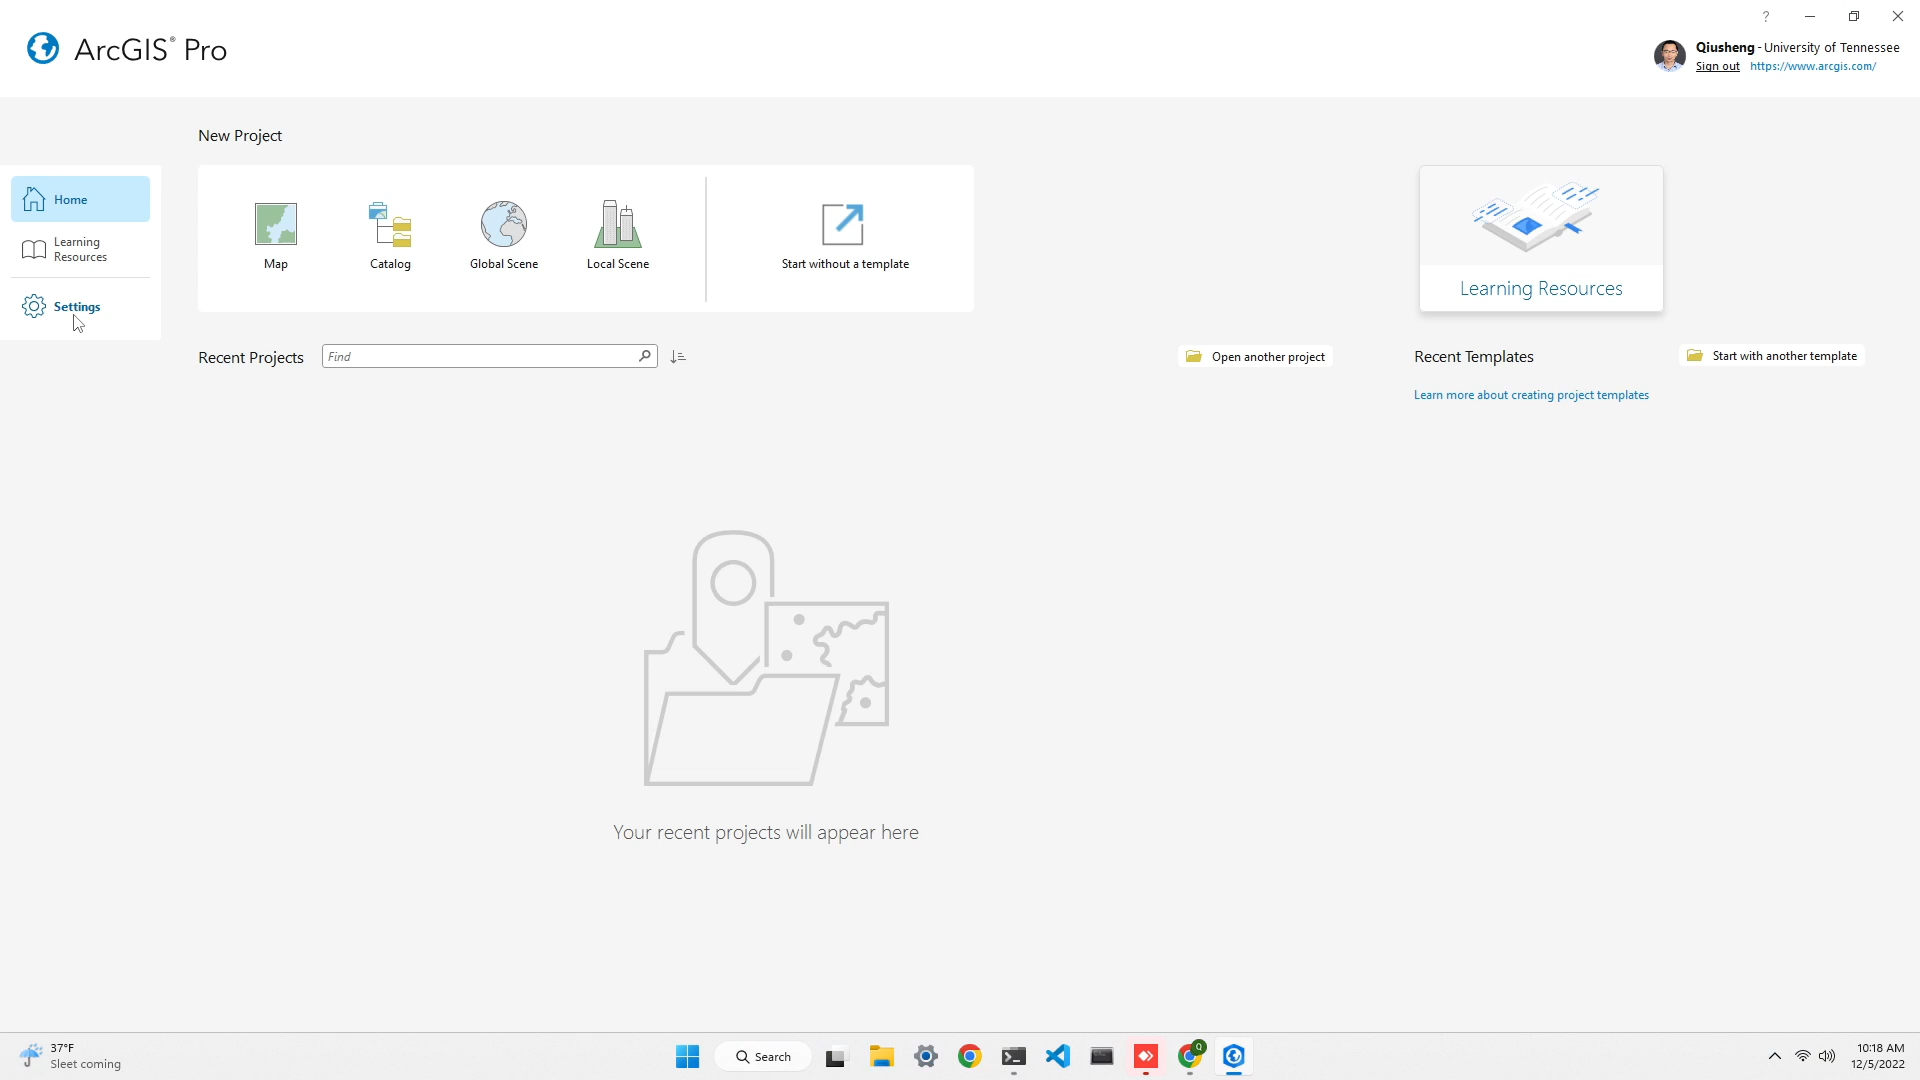 ArcGIS® Pro
?
Qiusheng - University of Tennessee
Sign out https://www.arcgis.com/
New Project
Home
Learning
Resources
Settings
Map
Catalog
Global Scene
Local Scene
Start without a template
Learning Resources
Recent Projects
Find
Open another project
Recent Templates
Start with another template
Learn more about creating project templates
Your recent projects will appear here
37°F
Sleet coming
Search
Q
10:18 AM
12/5/2022